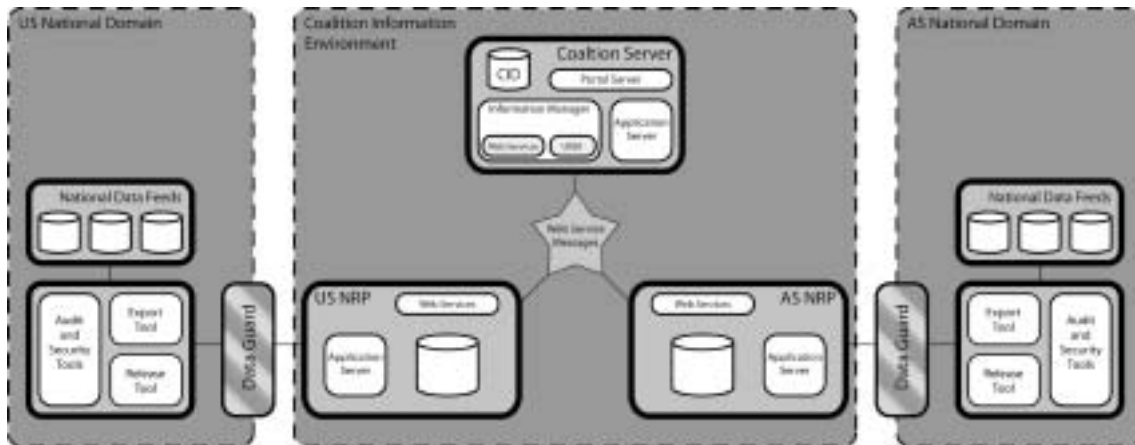 US National Domain
National Data Feeds
Audit
and
Security
Tools
Export
Tool
Release
Tool
Data Guard
Coalition Information
Environment
Coaltion Server
CID
Portal Server
Information Manager
Web Services
Application
Server
Web Service
Messages
US NRP
Web Services
Application
Server
AS NRP
Web Services
Application
Server
Data Guard
AS National Domain
National Data Feeds
Export
Tool
Release
Tool
Audit
and
Security
Tools